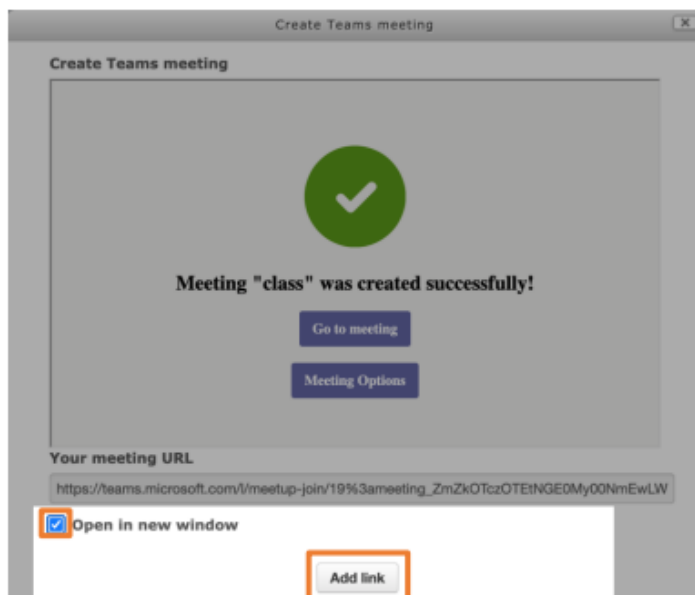 Create Teams meeting
Create Teams meeting
Meeting "class" was created successfully!
Go to meeting
Meeting Options
Your meeting URL
https://teams.microsoft.com/l/meetup-join/19%3ameeting_ZmZkOTczOTEtNGE0My00NmEwLW
Open in new window
Add link